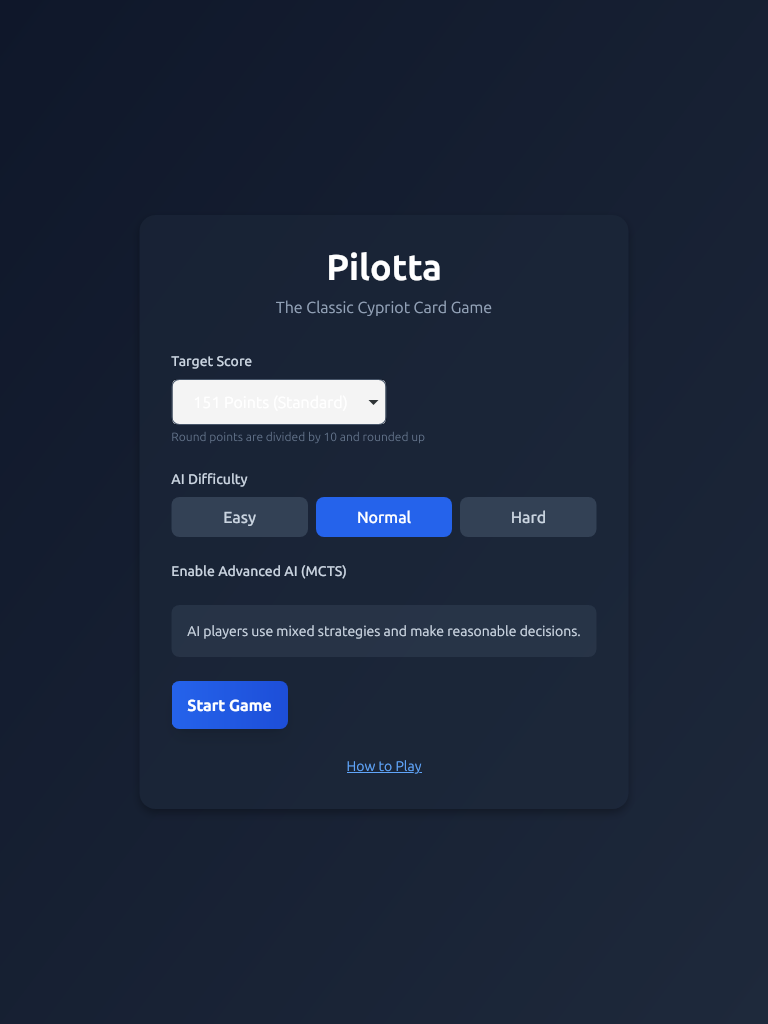 Pilotta
The Classic Cypriot Card Game
Target Score
151 Points (Standard)
Round points are divided by 10 and rounded up
AI Difficulty
Easy
Normal
Hard
Enable Advanced AI (MCTS)
AI players use mixed strategies and make reasonable decisions.
Start Game
How to Play